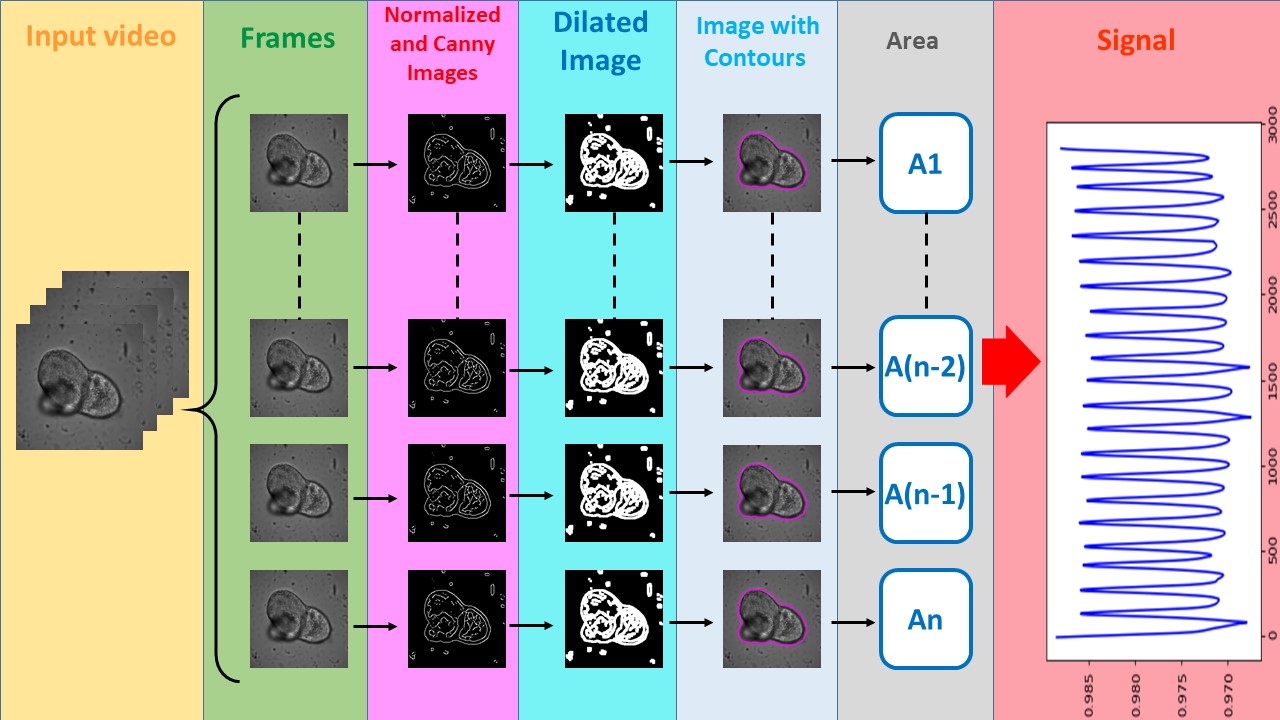 Input video
Frames
Normalized
and Canny
Images
Dilated
Image
Image with
Contours
Area
Signal
A1
A(n-2)
A(n-1)
An
3000
2500
2000
1500
1000
500
0
0.985
0.980
0.975
0.970